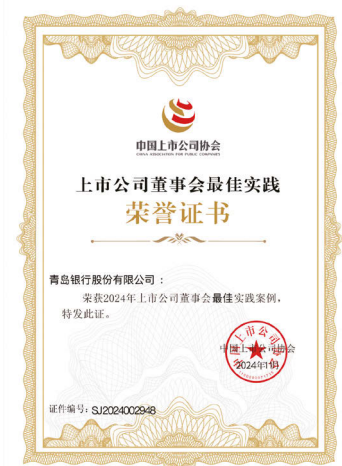 中国上市公司协会
CHINA ASSOCIATION FOR PUBLIC COMPANIES
上市公司董事会最佳实践
荣誉证书
青岛银行股份有限公司：
荣获2024年上市公司董事会最佳实践案例，
特发此证。
中国上市公司协会
2024年11月
证件编号：SJ2024002948